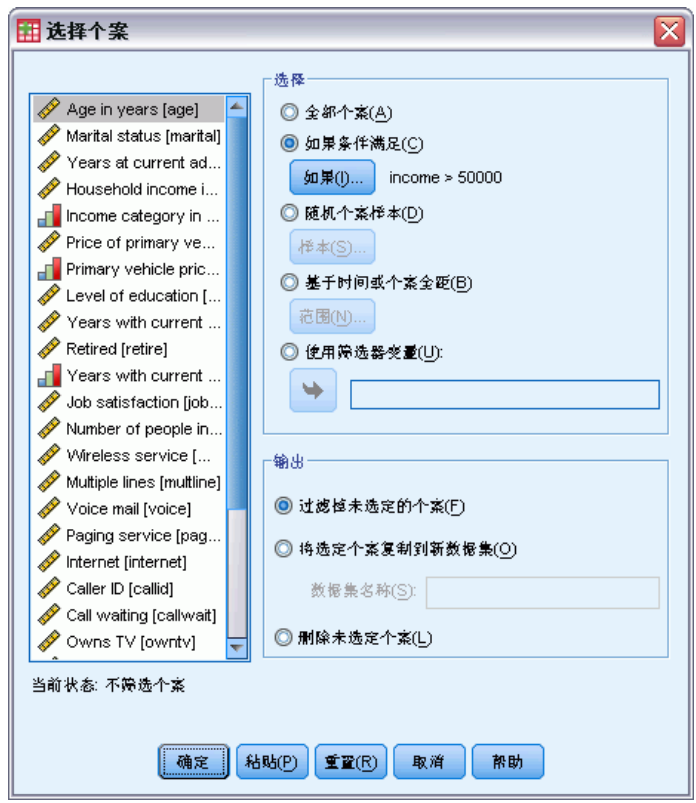 选择个案
Age in years [age]
Marital status [marital]
Years at current ad...
Household income i...
Income category in ...
Price of primary ve...
Primary vehicle pric...
Level of education [...
Years with current ...
Retired [retire]
Years with current ...
Job satisfaction [job...
Number of people in...
Wireless service [...
Multiple lines [multline]
Voice mail [voice]
Paging service [pag...
Internet [internet]
Caller ID [callid]
Call waiting [callwait]
Owns TV [owntv]
当前状态: 不筛选个案
选择
全部个案(A)
如果条件满足(C)
如果(I)... income > 50000
随机个案样本(D)
样本(S)...
基于时间或个案全距(B)
范围(N)...
使用筛选器变量(U):
输出
过滤掉未选定的个案(F)
将选定个案复制到新数据集(O)
数据集名称(S):
删除未选定个案(L)
确定 粘贴(P) 重置(R) 取消 帮助